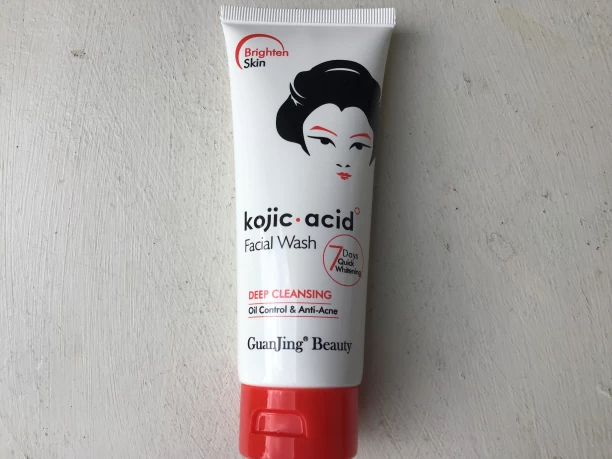 Brighten
Skin
kojic·acid
Facial Wash
7 Days
Quick
Whitening
DEEP CLEANSING
Oil Control & Anti-Acne
GuanJing® Beauty